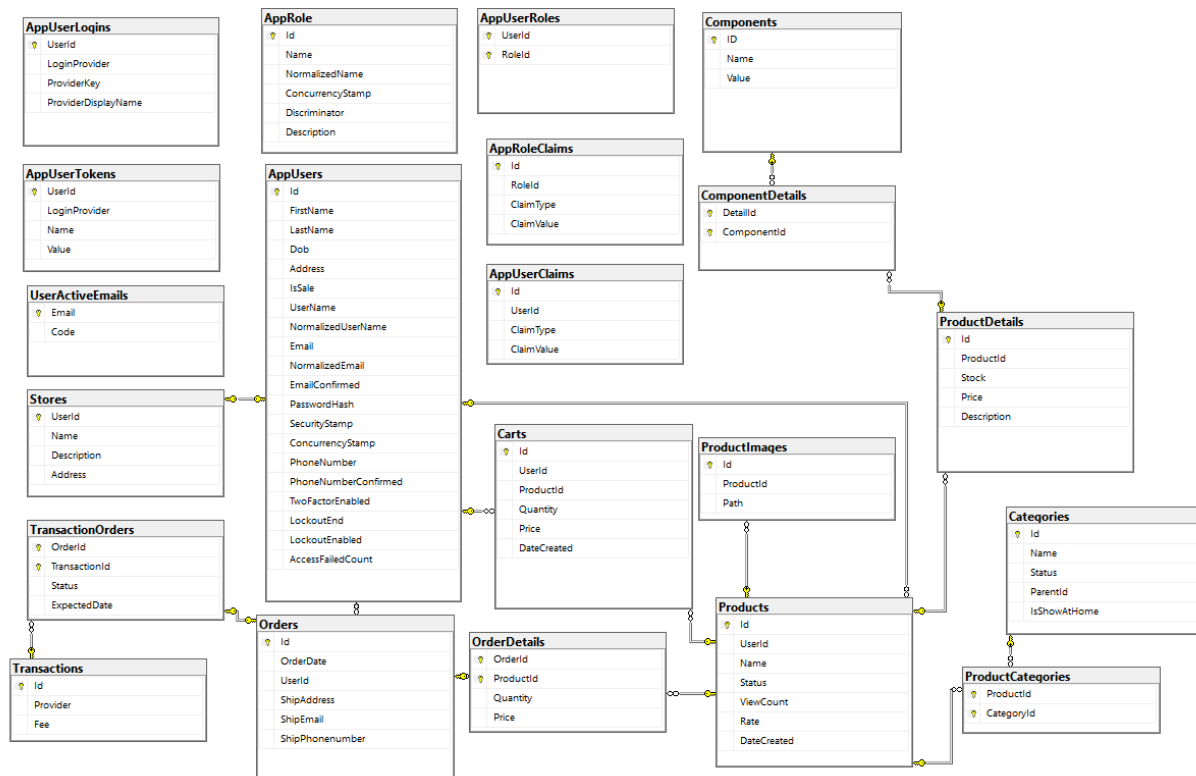 AppUserLogins
UserId
LoginProvider
ProviderKey
ProviderDisplayName
AppRole
Id
Name
NormalizedName
ConcurrencyStamp
Discriminator
Description
AppUserRoles
UserId
RoleId
Components
ID
Name
Value
AppUserTokens
UserId
LoginProvider
Name
Value
AppUsers
Id
FirstName
LastName
Dob
Address
IsSale
UserName
NormalizedUserName
Email
NormalizedEmail
EmailConfirmed
PasswordHash
SecurityStamp
ConcurrencyStamp
PhoneNumber
PhoneNumberConfirmed
TwoFactorEnabled
LockoutEnd
LockoutEnabled
AccessFailedCount
AppRoleClaims
Id
RoleId
ClaimType
ClaimValue
ComponentDetails
DetailId
ComponentId
AppUserClaims
Id
UserId
ClaimType
ClaimValue
UserActiveEmails
Email
Code
ProductDetails
Id
ProductId
Stock
Price
Description
Stores
UserId
Name
Description
Address
Carts
Id
UserId
ProductId
Quantity
Price
DateCreated
ProductImages
Id
ProductId
Path
Categories
Id
Name
Status
ParentId
IsShowAtHome
TransactionOrders
OrderId
TransactionId
Status
ExpectedDate
Orders
Id
OrderDate
UserId
ShipAddress
ShipEmail
ShipPhonenumber
OrderDetails
OrderId
ProductId
Quantity
Price
Products
Id
UserId
Name
Status
ViewCount
Rate
DateCreated
Transactions
Id
Provider
Fee
ProductCategories
ProductId
CategoryId